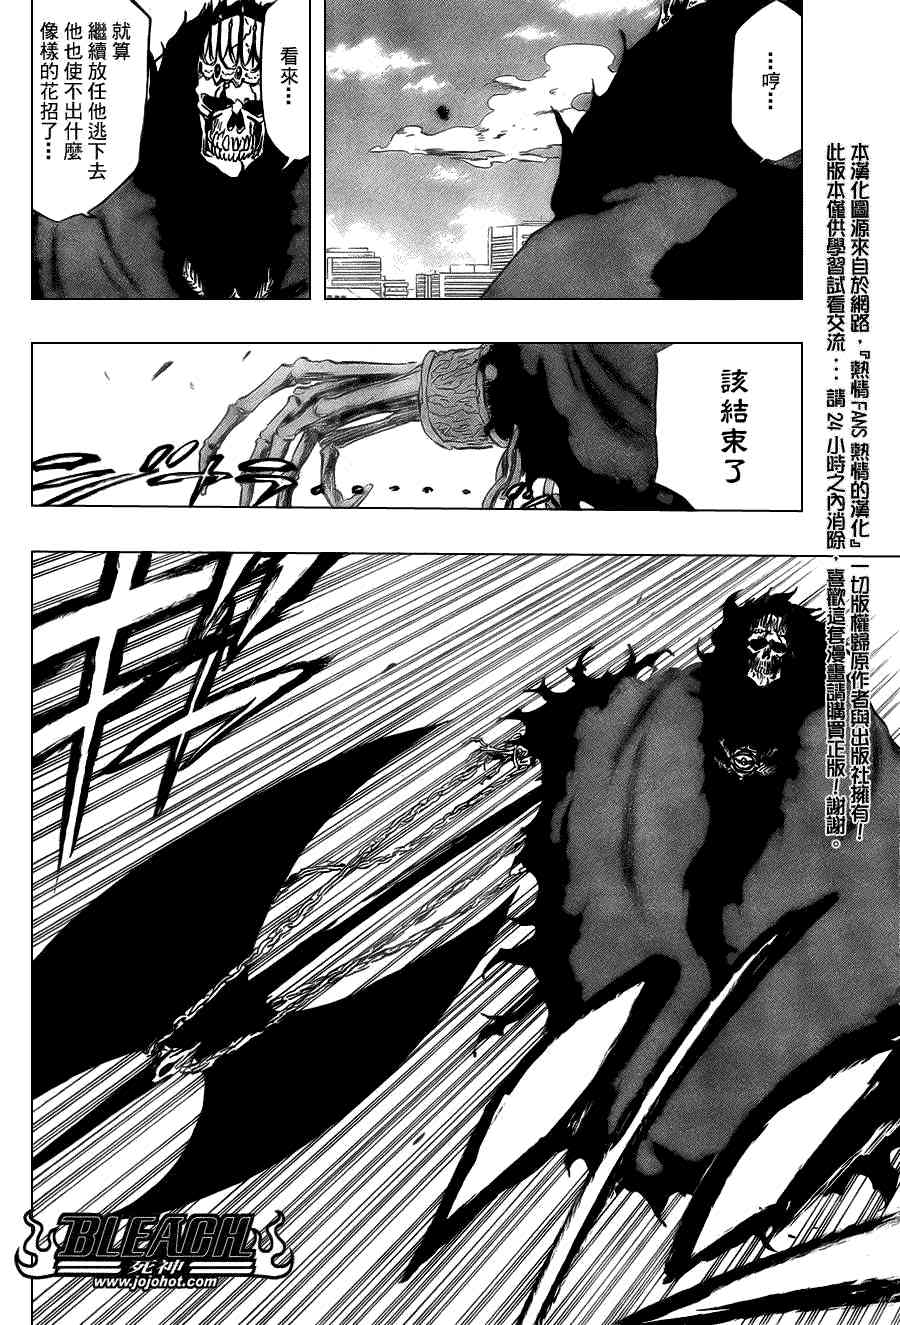 …哼…
看來…
就算
繼續放任他逃下去
他也使不出什麼
像樣的花招了…
該結束了
本漢化圖源來自於網路，『熱情FANS 熱情的漢化』一切版權歸原作者與出版社擁有！
此版本僅供學習試看交流…請24小時之內消除，喜歡這套漫畫請購買正版！謝謝。
BLEACH
死神
www.jojohot.com